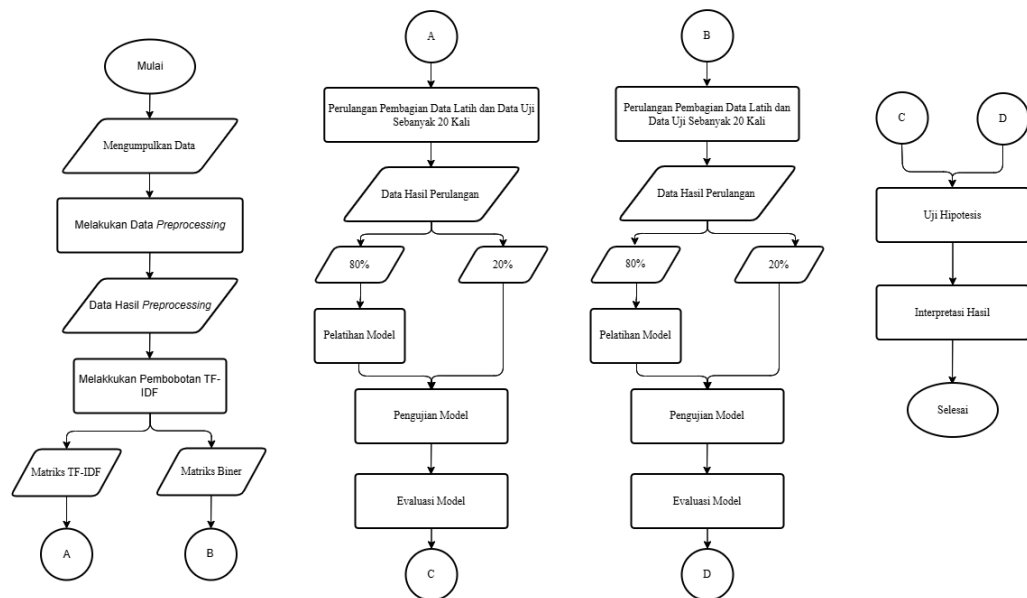 Mulai
Mengumpulkan Data
Melakukan Data Preprocessing
Data Hasil Preprocessing
Melakkukan Pembobotan TF-
IDF
Matriks TF-IDF
Matriks Biner
A
B
A
Perulangan Pembagian Data Latih dan Data Uji
Sebanyak 20 Kali
Data Hasil Perulangan
80%
20%
Pelatihan Model
Pengujian Model
Evaluasi Model
C
B
Perulangan Pembagian Data Latih dan
Data Uji Sebanyak 20 Kali
Data Hasil Perulangan
80%
20%
Pelatihan Model
Pengujian Model
Evaluasi Model
D
C
D
Uji Hipotesis
Interpretasi Hasil
Selesai